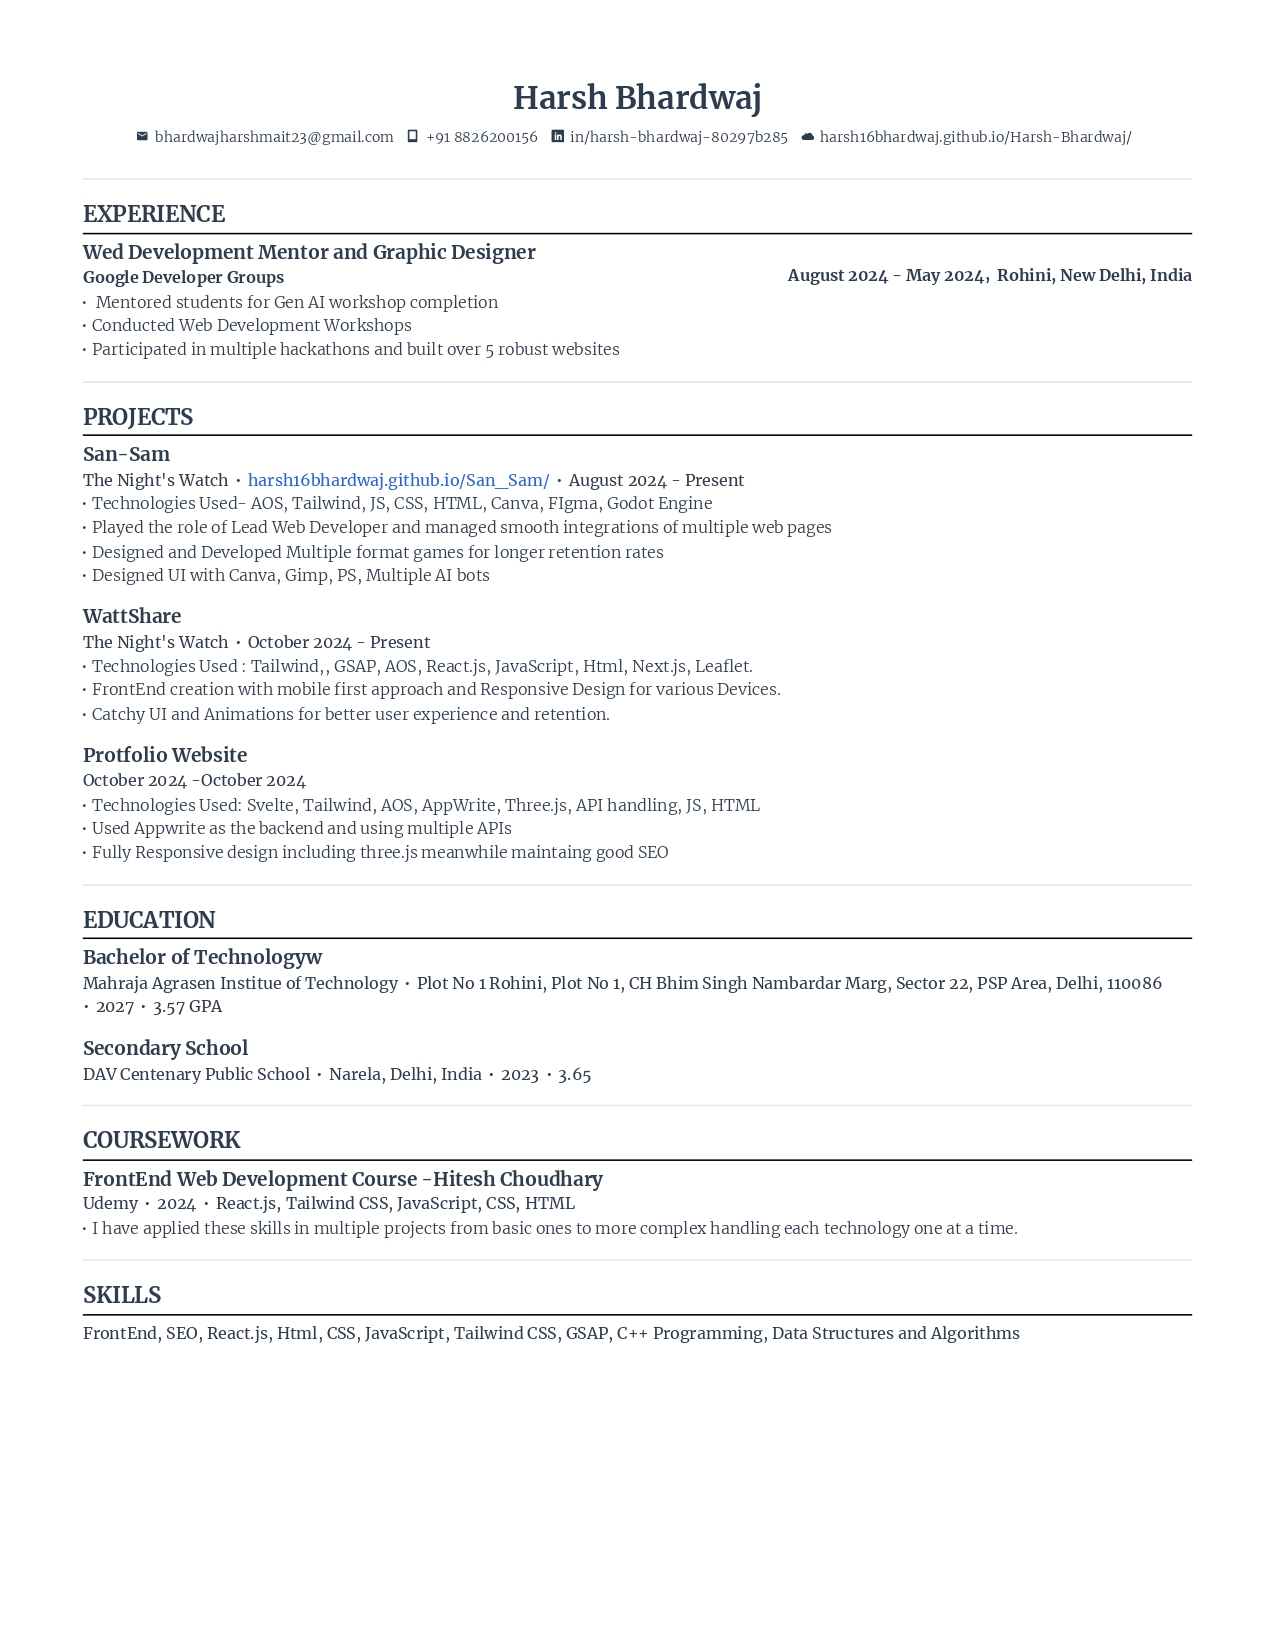 Harsh Bhardwaj
bhardwajharshmait23@gmail.com +91 8826200156 in/harsh-bhardwaj-80297b285 harsh16bhardwaj.github.io/Harsh-Bhardwaj/
EXPERIENCE
Wed Development Mentor and Graphic Designer
Google Developer Groups August 2024 - May 2024, Rohini, New Delhi, India
• Mentored students for Gen AI workshop completion
• Conducted Web Development Workshops
• Participated in multiple hackathons and built over 5 robust websites
PROJECTS
San-Sam
The Night's Watch • harsh16bhardwaj.github.io/San_Sam/ • August 2024 - Present
• Technologies Used- AOS, Tailwind, JS, CSS, HTML, Canva, FIgma, Godot Engine
• Played the role of Lead Web Developer and managed smooth integrations of multiple web pages
• Designed and Developed Multiple format games for longer retention rates
• Designed UI with Canva, Gimp, PS, Multiple AI bots
WattShare
The Night's Watch • October 2024 - Present
• Technologies Used : Tailwind,, GSAP, AOS, React.js, JavaScript, Html, Next.js, Leaflet.
• FrontEnd creation with mobile first approach and Responsive Design for various Devices.
• Catchy UI and Animations for better user experience and retention.
Protfolio Website
October 2024 -October 2024
• Technologies Used: Svelte, Tailwind, AOS, AppWrite, Three.js, API handling, JS, HTML
• Used Appwrite as the backend and using multiple APIs
• Fully Responsive design including three.js meanwhile maintaing good SEO
EDUCATION
Bachelor of Technologyw
Mahraja Agrasen Institue of Technology • Plot No 1 Rohini, Plot No 1, CH Bhim Singh Nambardar Marg, Sector 22, PSP Area, Delhi, 110086
• 2027 • 3.57 GPA
Secondary School
DAV Centenary Public School • Narela, Delhi, India • 2023 • 3.65
COURSEWORK
FrontEnd Web Development Course -Hitesh Choudhary
Udemy • 2024 • React.js, Tailwind CSS, JavaScript, CSS, HTML
• I have applied these skills in multiple projects from basic ones to more complex handling each technology one at a time.
SKILLS
FrontEnd, SEO, React.js, Html, CSS, JavaScript, Tailwind CSS, GSAP, C++ Programming, Data Structures and Algorithms